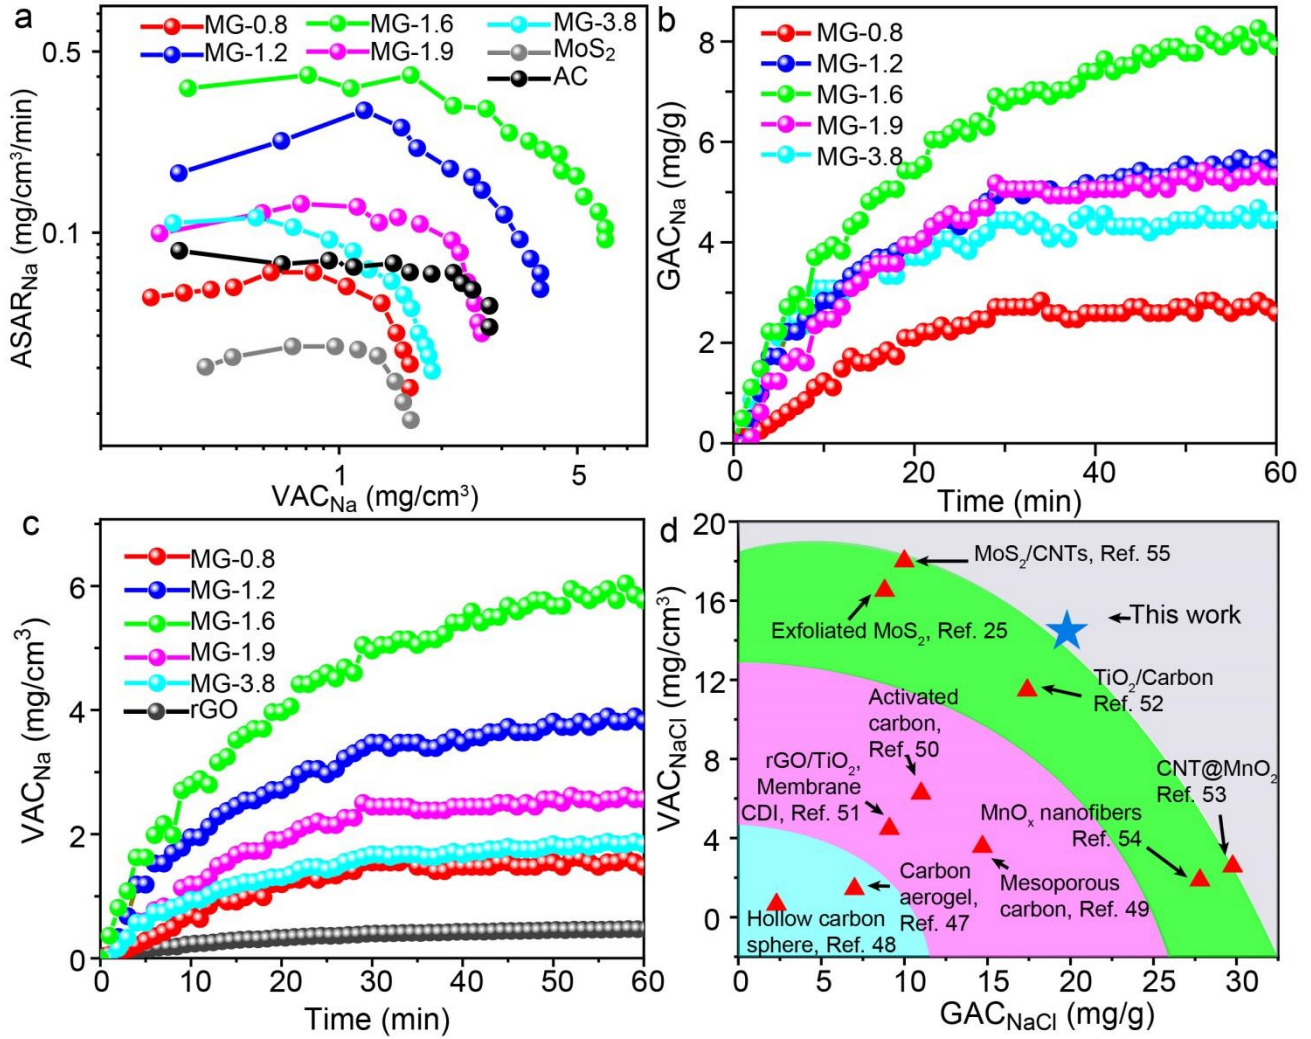 a
MG-0.8 MG-1.6 MG-3.8
MG-1.2 MG-1.9 MoS2
AC
0.5
0.1
ASARNa (mg/cm3/min)
1 5
VACNa (mg/cm3)
b
MG-0.8
MG-1.2
MG-1.6
MG-1.9
MG-3.8
8
6
4
2
0
GACNa (mg/g)
0 20 40 60
Time (min)
c
MG-0.8
MG-1.2
MG-1.6
MG-1.9
MG-3.8
rGO
6
4
2
0
VACNa (mg/cm3)
0 10 20 30 40 50 60
Time (min)
d
20
16
12
8
4
0
VACNaCl (mg/cm3)
MoS2/CNTs, Ref. 55
Exfoliated MoS2, Ref. 25
This work
TiO2/Carbon
Ref. 52
Activated
carbon,
Ref. 50
rGO/TiO2,
Membrane
CDI, Ref. 51
CNT@MnO2
Ref. 53
MnOx nanofibers
Ref. 54
Carbon
aerogel,
Ref. 47
Mesoporous
carbon, Ref. 49
Hollow carbon
sphere, Ref. 48
0 5 10 15 20 25 30
GACNaCl (mg/g)